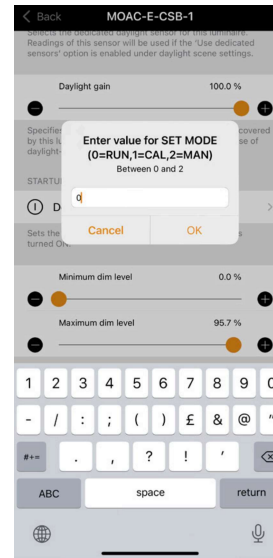 Back
MOAC-E-CSB-1
Selects the dedicated daylight sensor for this luminaire.
Readings of this sensor will be used if the 'Use dedicated
sensors' option is enabled under daylight scene settings.
Daylight gain 100.0 %
Specifie covered
by this lu se of
daylight-
Enter value for SET MODE
(0=RUN,1=CAL,2=MAN)
Between 0 and 2
0
Cancel OK
STARTU
D
Sets the s
turned ON
Minimum dim level 0.0 %
Maximum dim level 95.7 %
1 2 3 4 5 6 7 8 9 0
- / : ; ( ) £ & @ "
#+= . , ? ! '
ABC space return